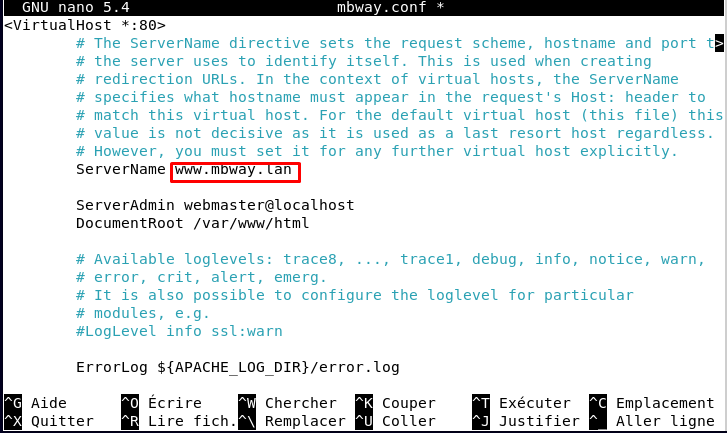 GNU nano 5.4 mbway.conf *
<VirtualHost *:80>
# The ServerName directive sets the request scheme, hostname and port t>
# the server uses to identify itself. This is used when creating
# redirection URLs. In the context of virtual hosts, the ServerName
# specifies what hostname must appear in the request's Host: header to
# match this virtual host. For the default virtual host (this file) this
# value is not decisive as it is used as a last resort host regardless.
# However, you must set it for any further virtual host explicitly.
ServerName www.mbway.lan
ServerAdmin webmaster@localhost
DocumentRoot /var/www/html
# Available loglevels: trace8, ..., trace1, debug, info, notice, warn,
# error, crit, alert, emerg.
# It is also possible to configure the loglevel for particular
# modules, e.g.
#LogLevel info ssl:warn
ErrorLog ${APACHE_LOG_DIR}/error.log
^G Aide ^O Écrire ^W Chercher ^K Couper ^T Exécuter ^C Emplacement
^X Quitter ^R Lire fich. ^\ Remplacer ^U Coller ^J Justifier ^_ Aller ligne